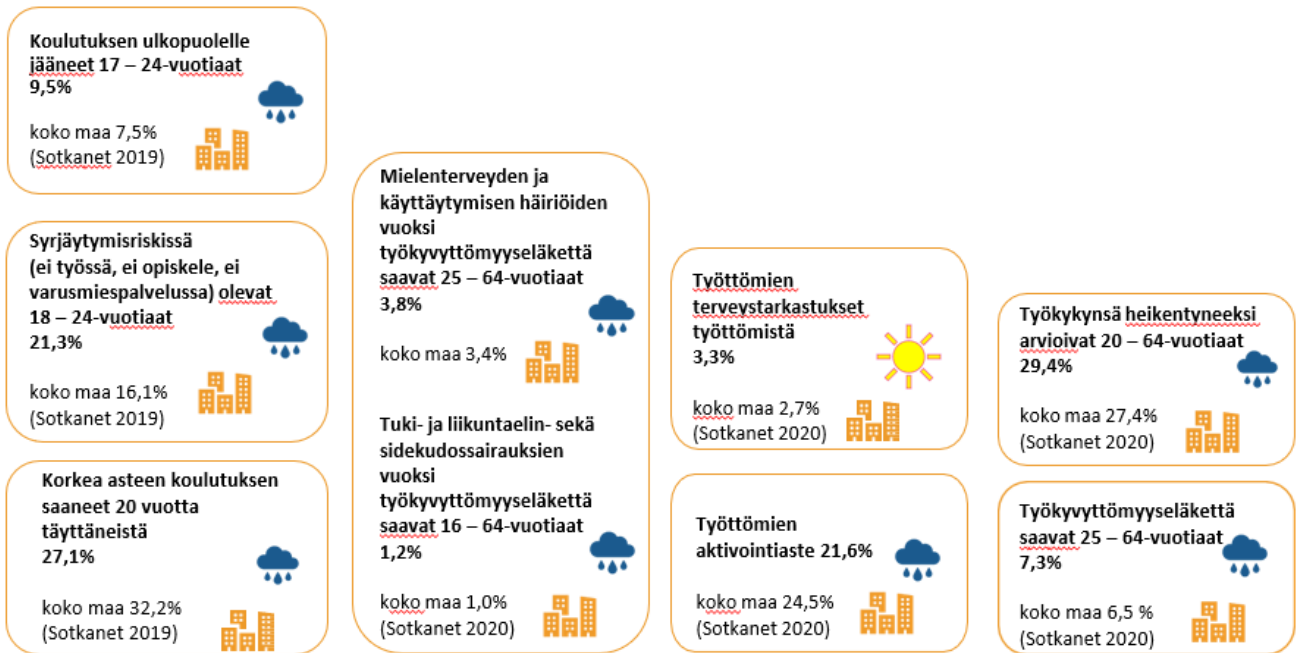 Koulutuksen ulkopuolelle
jääneet 17 – 24-vuotiaat
9,5%
koko maa 7,5%
(Sotkanet 2019)
Syrjäytymisriskissä
(ei työssä, ei opiskele, ei
varusmiespalvelussa) olevat
18 – 24-vuotiaat
21,3%
koko maa 16,1%
(Sotkanet 2019)
Korkea asteen koulutuksen
saaneet 20 vuotta
täyttäneistä
27,1%
koko maa 32,2%
(Sotkanet 2019)
Mielenterveyden ja
käyttäytymisen häiriöiden
vuoksi
työkyvyttömyyseläkettä
saavat 25 – 64-vuotiaat
3,8%
koko maa 3,4%
Tuki- ja liikuntaelin- sekä
sidekudossairauksien
vuoksi
työkyvyttömyyseläkettä
saavat 16 – 64-vuotiaat
1,2%
koko maa 1,0%
(Sotkanet 2020)
Työttömien
terveystarkastukset
työttömistä
3,3%
koko maa 2,7%
(Sotkanet 2020)
Työttömien
aktivointiaste 21,6%
koko maa 24,5%
(Sotkanet 2020)
Työkykynsä heikentyneeksi
arvioivat 20 – 64-vuotiaat
29,4%
koko maa 27,4%
(Sotkanet 2020)
Työkyvyttömyyseläkettä
saavat 25 – 64-vuotiaat
7,3%
koko maa 6,5 %
(Sotkanet 2020)